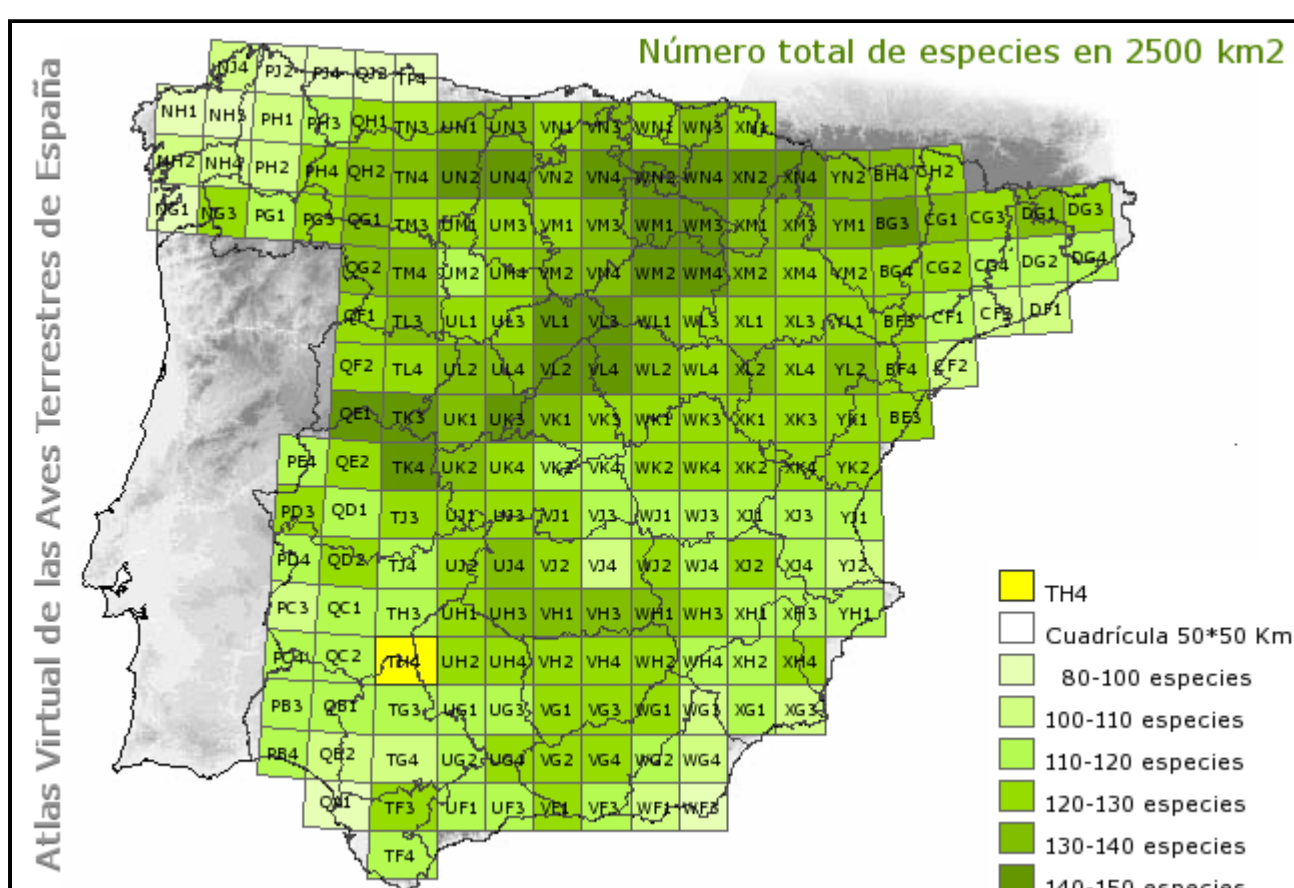 Número total de especies en 2500 km2
Atlas Virtual de las Aves Terrestres de España
NJ4 PJ2 PJ4 QJ2 TP4
NH1 NH3 PH1 PH3 QH1 TN3 UN1 UN3 VN1 VN3 WN1 WN3 XN1
NH2 NH4 PH2 PH4 QH2 TN4 UN2 UN4 VN2 VN4 WN2 WN4 XN2 XN4 YN2 BH4 CH2
NG1 NG3 PG1 PG3 QG1 TM3 UM1 UM3 VM1 VM3 WM1 WM3 XM1 XM3 YM1 BG3 CG1 CG3 DG1 DG3
QG2 TM4 UM2 UM4 VM2 VM4 WM2 WM4 XM2 XM4 YM2 BG4 CG2 CG4 DG2 DG4
QF1 TL3 UL1 UL3 VL1 VL3 WL1 WL3 XL1 XL3 YL1 BF3 CF1 CF3 DF1
QF2 TL4 UL2 UL4 VL2 VL4 WL2 WL4 XL2 XL4 YL2 BF4 CF2
QE1 TK3 UK1 UK3 VK1 VK3 WK1 WK3 XK1 XK3 YK1 BE3
PE4 QE2 TK4 UK2 UK4 VK2 VK4 WK2 WK4 XK2 XK4 YK2
PD3 QD1 TJ3 UJ1 UJ3 VJ1 VJ3 WJ1 WJ3 XJ1 XJ3 YJ1
PD4 QD2 TJ4 UJ2 UJ4 VJ2 VJ4 WJ2 WJ4 XJ2 XJ4 YJ2
PC3 QC1 TH3 UH1 UH3 VH1 VH3 WH1 WH3 XH1 XH3 YH1
PC4 QC2 TH4 UH2 UH4 VH2 VH4 WH2 WH4 XH2 XH4
PB3 QB1 TG3 UG1 UG3 VG1 VG3 WG1 WG3 XG1 XG3
PB4 QB2 TG4 UG2 UG4 VG2 VG4 WG2 WG4
QA1 TF3 UF1 UF3 VF1 VF3 WF1 WF3
TF4
TH4
Cuadrícula 50*50 Km
80-100 especies
100-110 especies
110-120 especies
120-130 especies
130-140 especies
140-150 especies